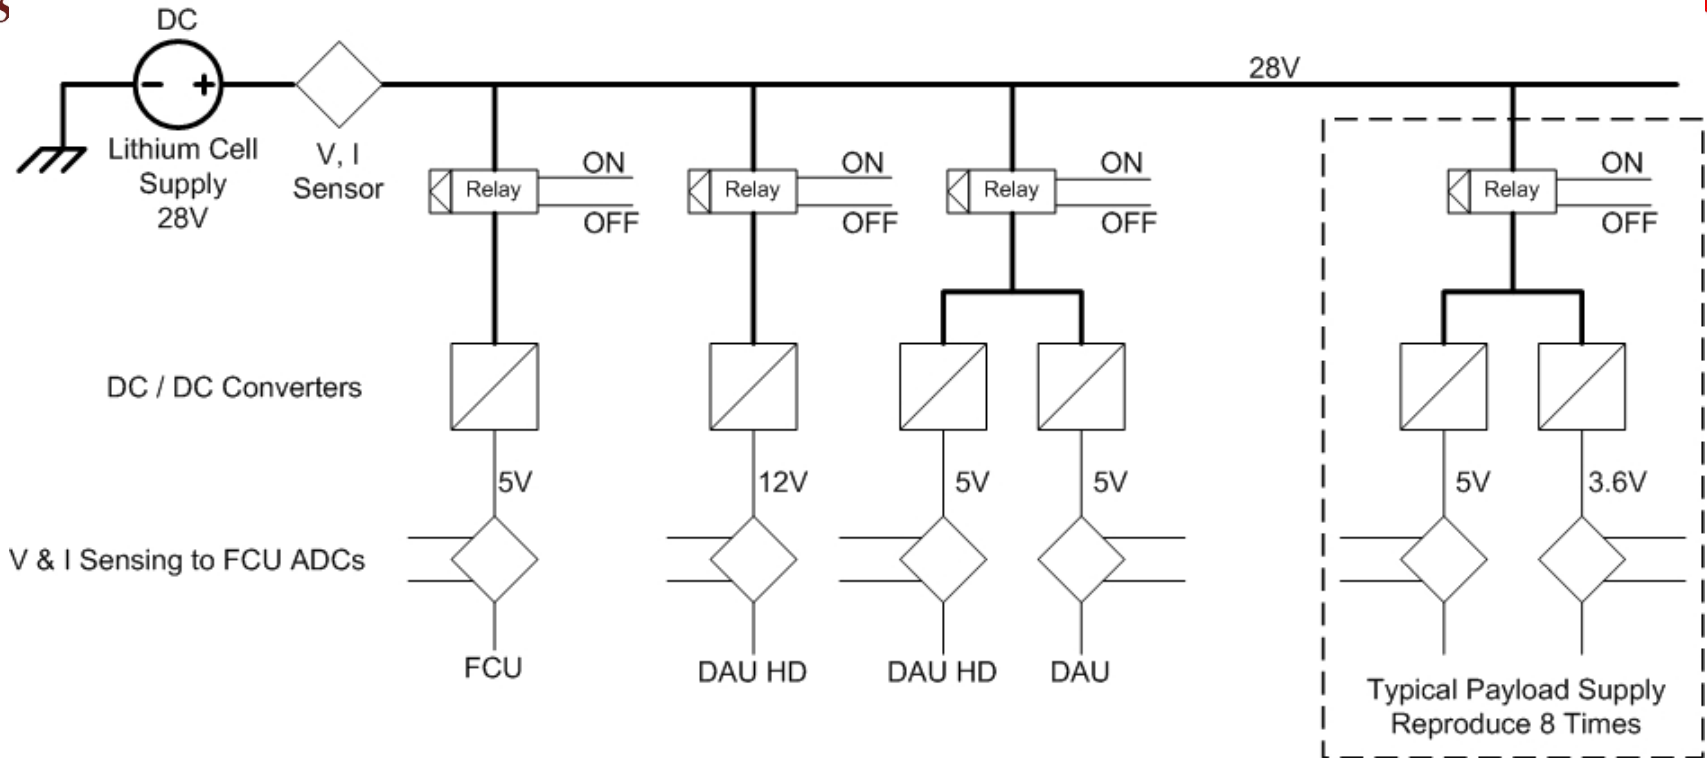 DC
- +
Lithium Cell
Supply
28V
V, I
Sensor
28V
Relay
ON
OFF
Relay
ON
OFF
Relay
ON
OFF
Relay
ON
OFF
DC / DC Converters
5V
12V
5V
5V
5V
3.6V
V & I Sensing to FCU ADCs
FCU
DAU HD
DAU HD
DAU
Typical Payload Supply
Reproduce 8 Times